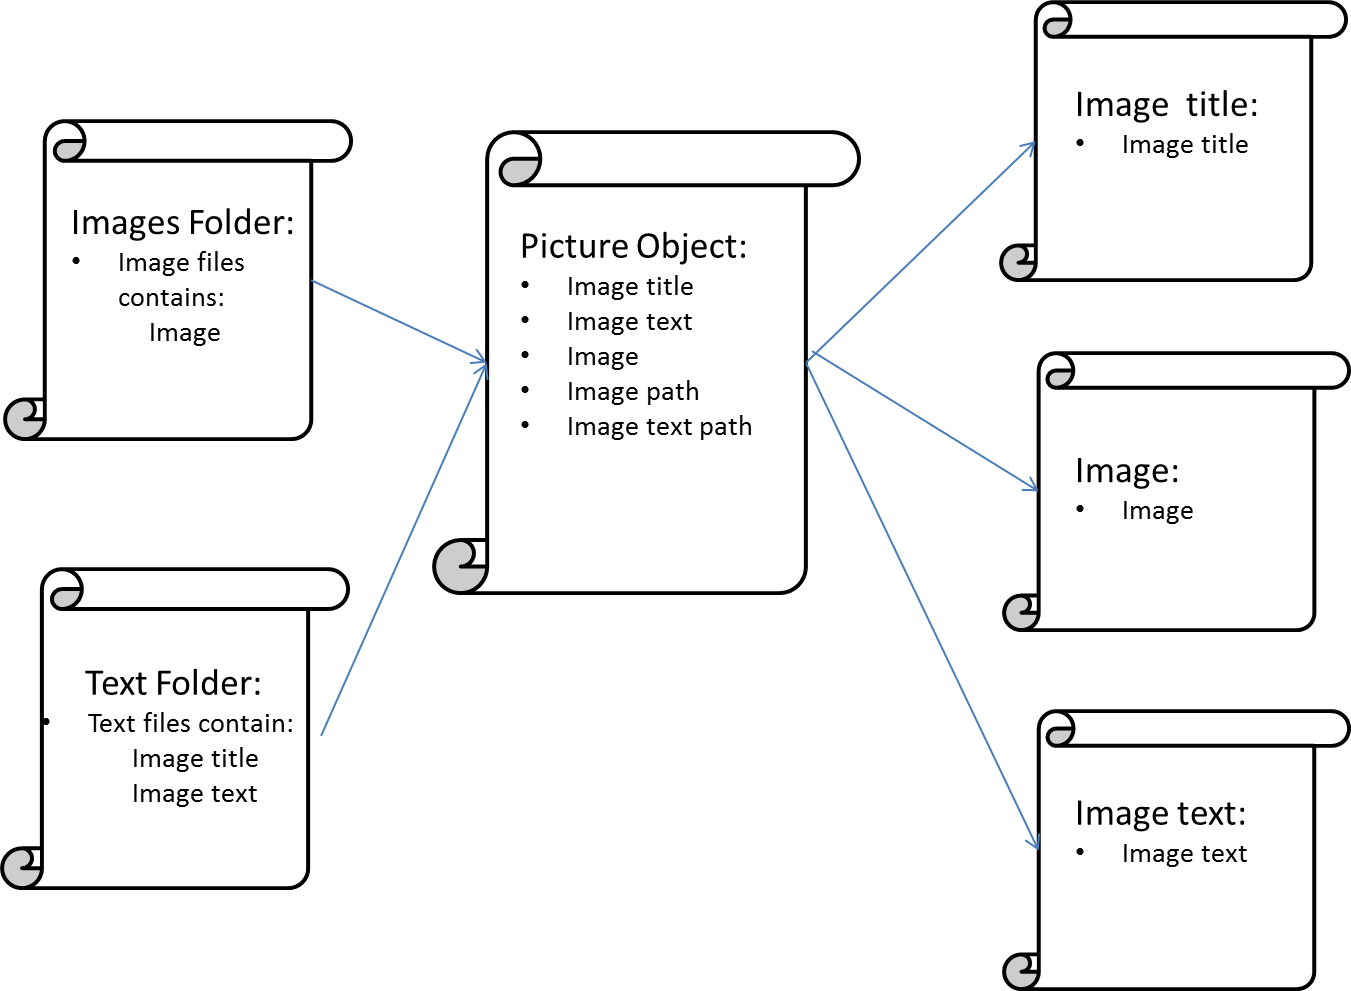 Images Folder:
• Image files
contains:
Image
Text Folder:
• Text files contain:
Image title
Image text
Picture Object:
• Image title
• Image text
• Image
• Image path
• Image text path
Image  title:
• Image title
Image:
• Image
Image text:
• Image text